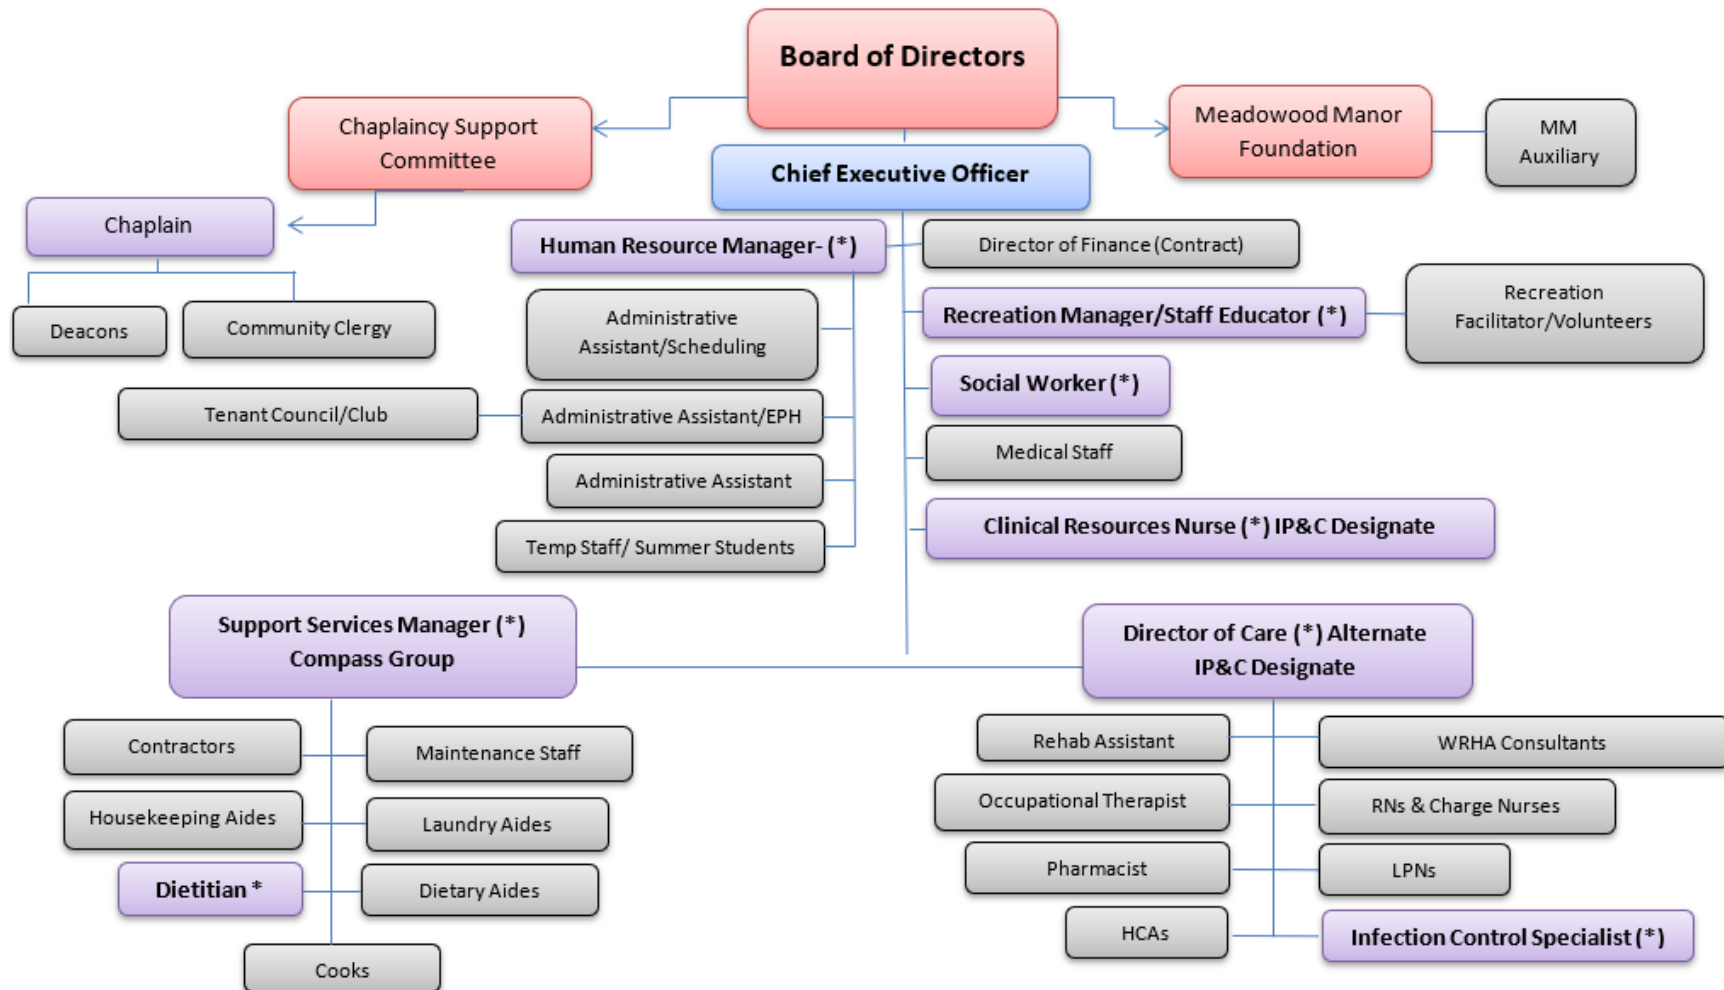 Board of Directors
Chaplaincy Support
Committee
Meadowood Manor
Foundation
MM
Auxiliary
Chief Executive Officer
Chaplain
Human Resource Manager- (*)
Director of Finance (Contract)
Deacons
Community Clergy
Administrative
Assistant/Scheduling
Recreation Manager/Staff Educator (*)
Recreation
Facilitator/Volunteers
Social Worker (*)
Tenant Council/Club
Administrative Assistant/EPH
Medical Staff
Administrative Assistant
Clinical Resources Nurse (*) IP&C Designate
Temp Staff/ Summer Students
Support Services Manager (*)
Compass Group
Director of Care (*) Alternate
IP&C Designate
Contractors
Maintenance Staff
Housekeeping Aides
Laundry Aides
Dietitian *
Dietary Aides
Cooks
Rehab Assistant
WRHA Consultants
Occupational Therapist
RNs & Charge Nurses
Pharmacist
LPNs
HCAs
Infection Control Specialist (*)